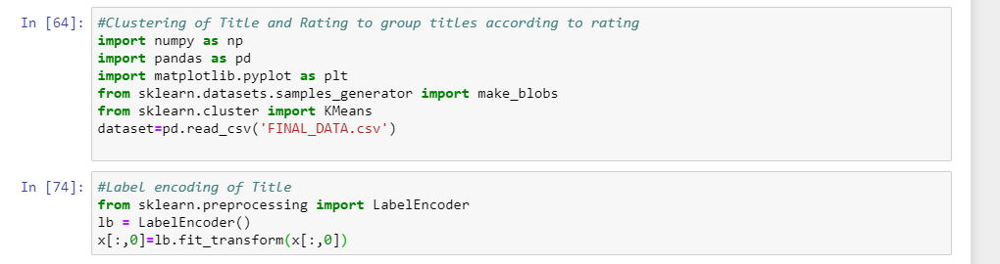 In [64]: #Clustering of Title and Rating to group titles according to rating
import numpy as np
import pandas as pd
import matplotlib.pyplot as plt
from sklearn.datasets.samples_generator import make_blobs
from sklearn.cluster import KMeans
dataset=pd.read_csv('FINAL_DATA.csv')
In [74]: #Label encoding of Title
from sklearn.preprocessing import LabelEncoder
lb = LabelEncoder()
x[:,0]=lb.fit_transform(x[:,0])